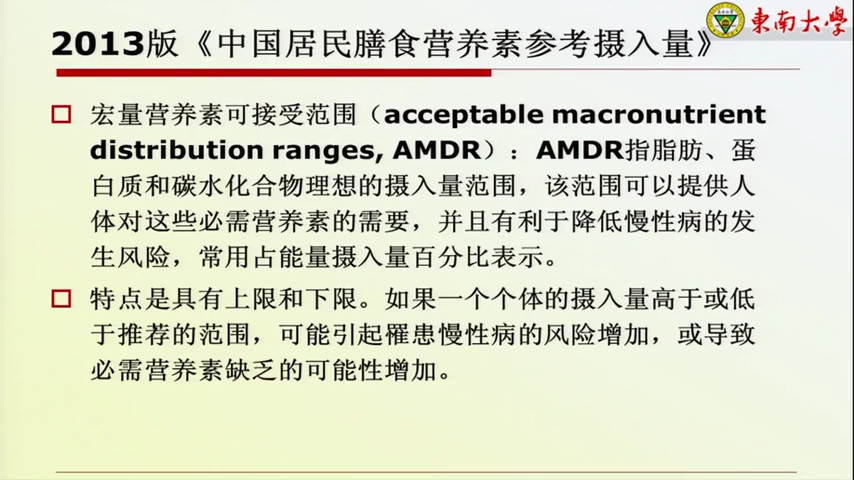 東南大學
2013版《中国居民膳食营养素参考摄入量》
宏量营养素可接受范围（acceptable macronutrient
distribution ranges, AMDR）：AMDR指脂肪、蛋
白质和碳水化合物理想的摄入量范围，该范围可以提供人
体对这些必需营养素的需要，并且有利于降低慢性病的发
生风险，常用占能量摄入量百分比表示。
特点是具有上限和下限。如果一个个体的摄入量高于或低
于推荐的范围，可能引起罹患慢性病的风险增加，或导致
必需营养素缺乏的可能性增加。